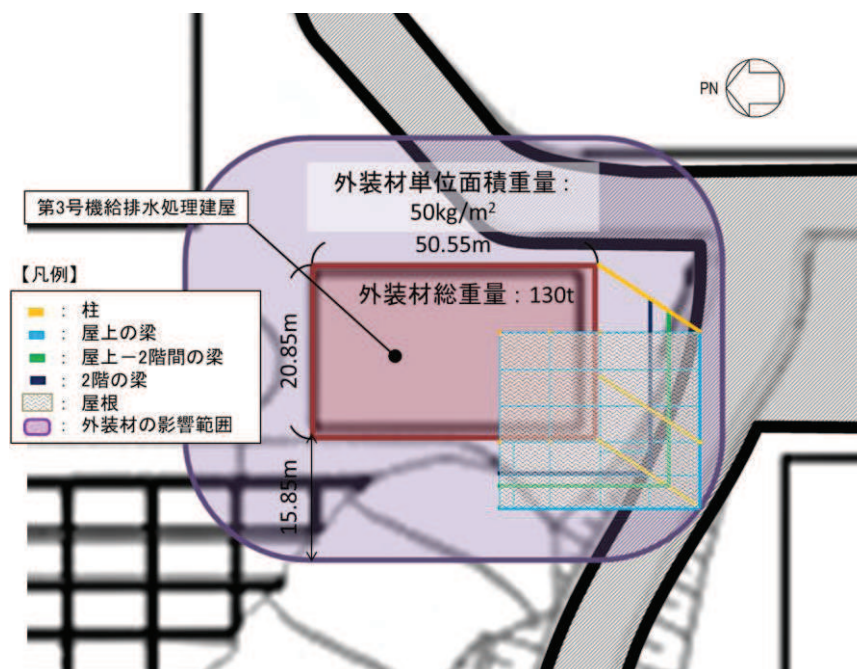 PN
外装材単位面積重量：
50kg/m²
50.55m
第3号機給排水処理建屋
外装材総重量：130t
20.85m
15.85m
【凡例】
：柱
：屋上の梁
：屋上－2階間の梁
：2階の梁
：屋根
：外装材の影響範囲